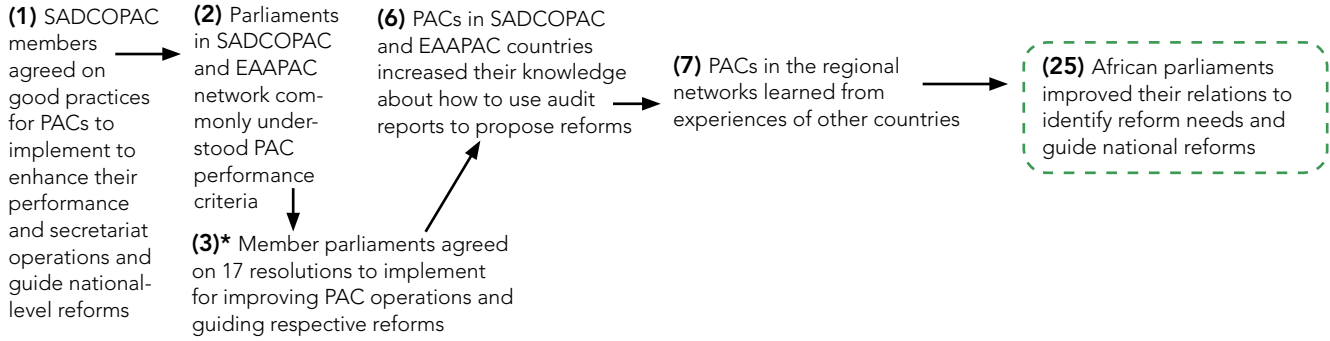 (1) SADCOPAC
members
agreed on
good practices
for PACs to
implement to
enhance their
performance
and secretariat
operations and
guide national-
level reforms
(2) Parliaments
in SADCOPAC
and EAAPAC
network com-
monly under-
stood PAC
performance
criteria
(3)* Member parliaments agreed
on 17 resolutions to implement
for improving PAC operations and
guiding respective reforms
(6) PACs in SADCOPAC
and EAAPAC countries
increased their knowledge
about how to use audit
reports to propose reforms
(7) PACs in the regional
networks learned from
experiences of other countries
(25) African parliaments
improved their relations to
identify reform needs and
guide national reforms